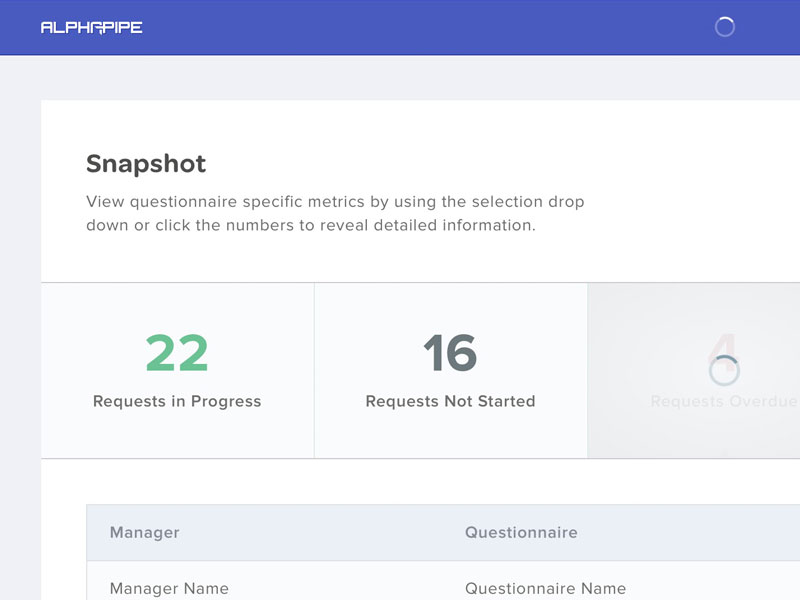 ALPHAPIPE
Snapshot
View questionnaire specific metrics by using the selection drop
down or click the numbers to reveal detailed information.
22
16
4
Requests in Progress
Requests Not Started
Requests Overdue
Manager
Questionnaire
Manager Name
Questionnaire Name